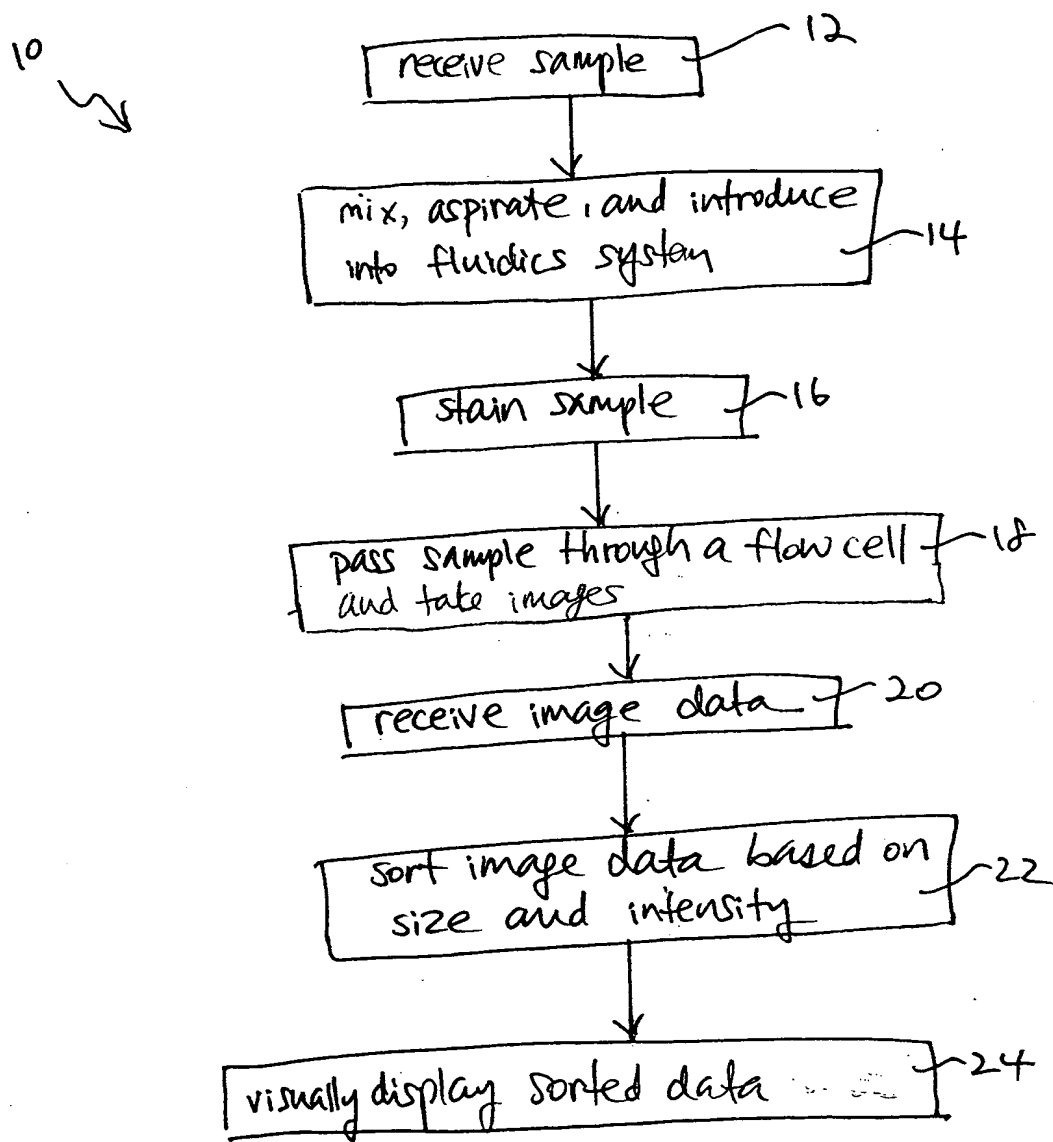 10
receive sample
12
mix, aspirate, and introduce
into fluidics system
14
stain sample
16
pass sample through a flow cell
and take images
18
receive image data
20
sort image data based on
size and intensity
22
visually display sorted data
24